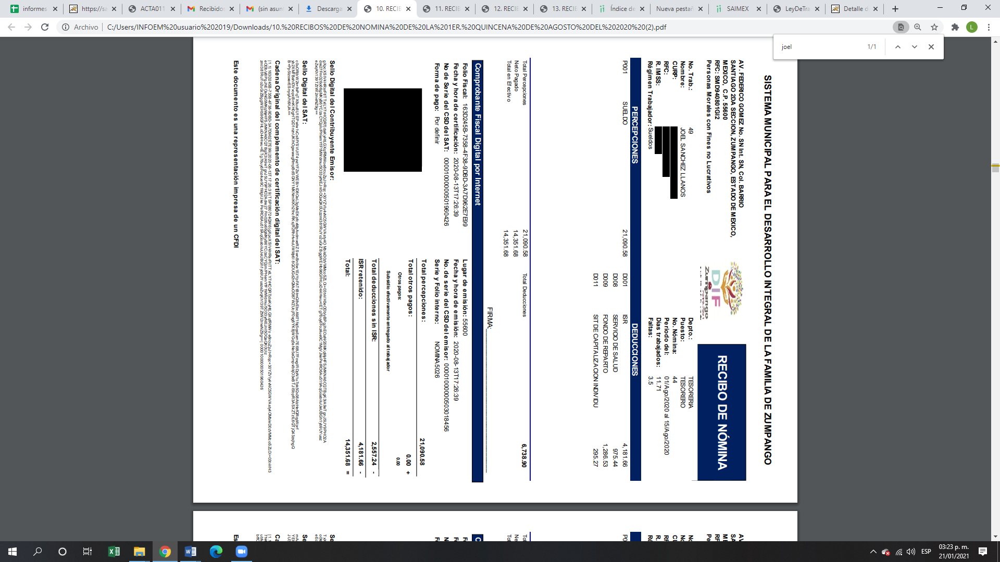 informes
https://sa
ACTA011
Recibidos
(sin asunt
Descarga
10. RECIB
11. RECIB
12. RECIB
13. RECIB
Índice de
Nueva pestañ
SAIMEX
LeyDeTra
Detalle d
Archivo
C:/Users/INFOEM%20usuario%202019/Downloads/10.%20RECIBOS%20DE%20NOMINA%20DE%20LA%201ER.%20QUINCENA%20DE%20AGOSTO%20DEL%202020%20(2).pdf
L
joel 1/1
SISTEMA MUNICIPAL PARA EL DESARROLLO INTEGRAL DE LA FAMILIA DE ZUMPANGO
AV. FEDERICO GOMEZ No. SN Int. SN, Col. BARRIO
SANTIAGO 2DA SECCION, ZUMPANGO, ESTADO DE MEXICO,
MEXICO, C.P. 55600
RFC: SMD940801GI2
Personas Morales con Fines no Lucrativos
DIF
Zumpango
RECIBO DE NÓMINA
No. Trab.: 49
Nombre: JOEL SANCHEZ LLANOS
CURP:
RFC:
R. IMSS:
Régimen Trabajador: Sueldos
Depto.: TESORERIA
Puesto: TESORERO
No. Nómina: 44
Periodo del: 01/Ago/2020 al 15/Ago/2020
Dias trabajados: 11.71
Faltas: 3.5
PERCEPCIONES DEDUCCIONES
P001 SUELDO 21,090.58 D001 ISR 4,181.66
D008 SERVICIO DE SALUD 975.44
D009 FONDO DE REPARTO 1,286.53
D011 SIT DE CAPITALIZACION INDIVIDU 295.27
Total Percepciones 21,090.58 Total Deducciones 6,738.90
Neto Pagado 14,351.68
Total en Efectivo 14,351.68
FIRMA:
Comprobante Fiscal Digital por Internet
Folio Fiscal: 163D245B-7358-4F38-9DBD-3A7D962E7E99
Fecha y hora de certificación: 2020-08-13T17:26:39
No de Serie del CSD del SAT: 00001000000501960426
Forma de pago: Por definir
Lugar de emisión: 55600
Fecha y hora de emisión: 2020-08-13T17:26:39
No. de serie del CSD del emisor: 00001000000503018456
Serie y Folio interno: NOMINA 5026
Total percepciones: 21,090.58
Total otros pagos: 0.00 +
Otros pagos: 0.00
Subsidio efectivamente entregado al trabajador
Total deducciones sin ISR: 2,557.24 -
ISR retenido: 4,181.66 -
Total: 14,351.68 =
Sello Digital del Contribuyente Emisor:
Sello Digital del SAT:
Cadena Original del complemento de certificación digital del SAT:
Este documento es una representación impresa de un CFDI
ESP
03:23 p. m.
21/01/2021